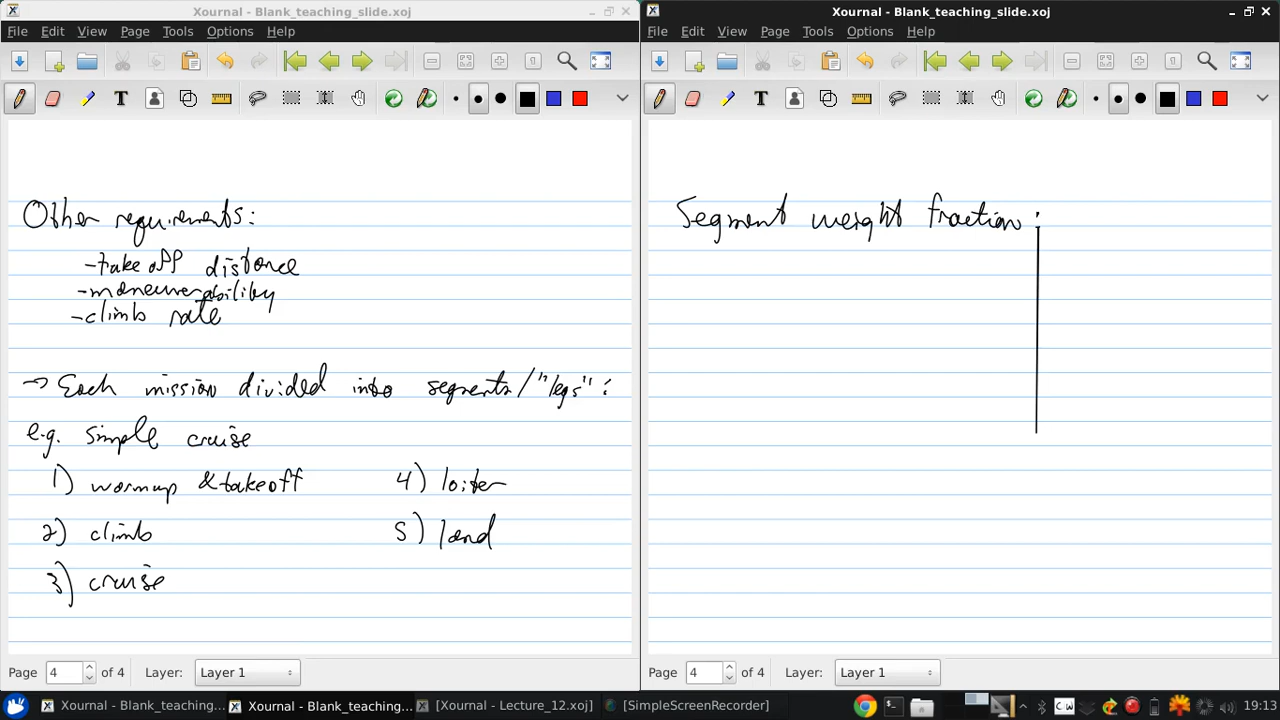 Xournal - Blank_teaching_slide.xoj
File Edit View Page Tools Options Help
Other requirements:
-take off distance
-maneuverability
-climb rate
→ Each mission divided into segments/"legs":
e.g. simple cruise
1) warmup & takeoff
2) climb
3) cruise
4) loiter
5) land
Page 4 of 4 Layer: Layer 1
Xournal - Blank_teaching_slide.xoj
File Edit View Page Tools Options Help
Segment weight fraction:
Page 4 of 4 Layer: Layer 1
Xournal - Blank_teaching... Xournal - Blank_teaching... [Xournal - Lecture_12.xoj] [SimpleScreenRecorder] CW 19:13